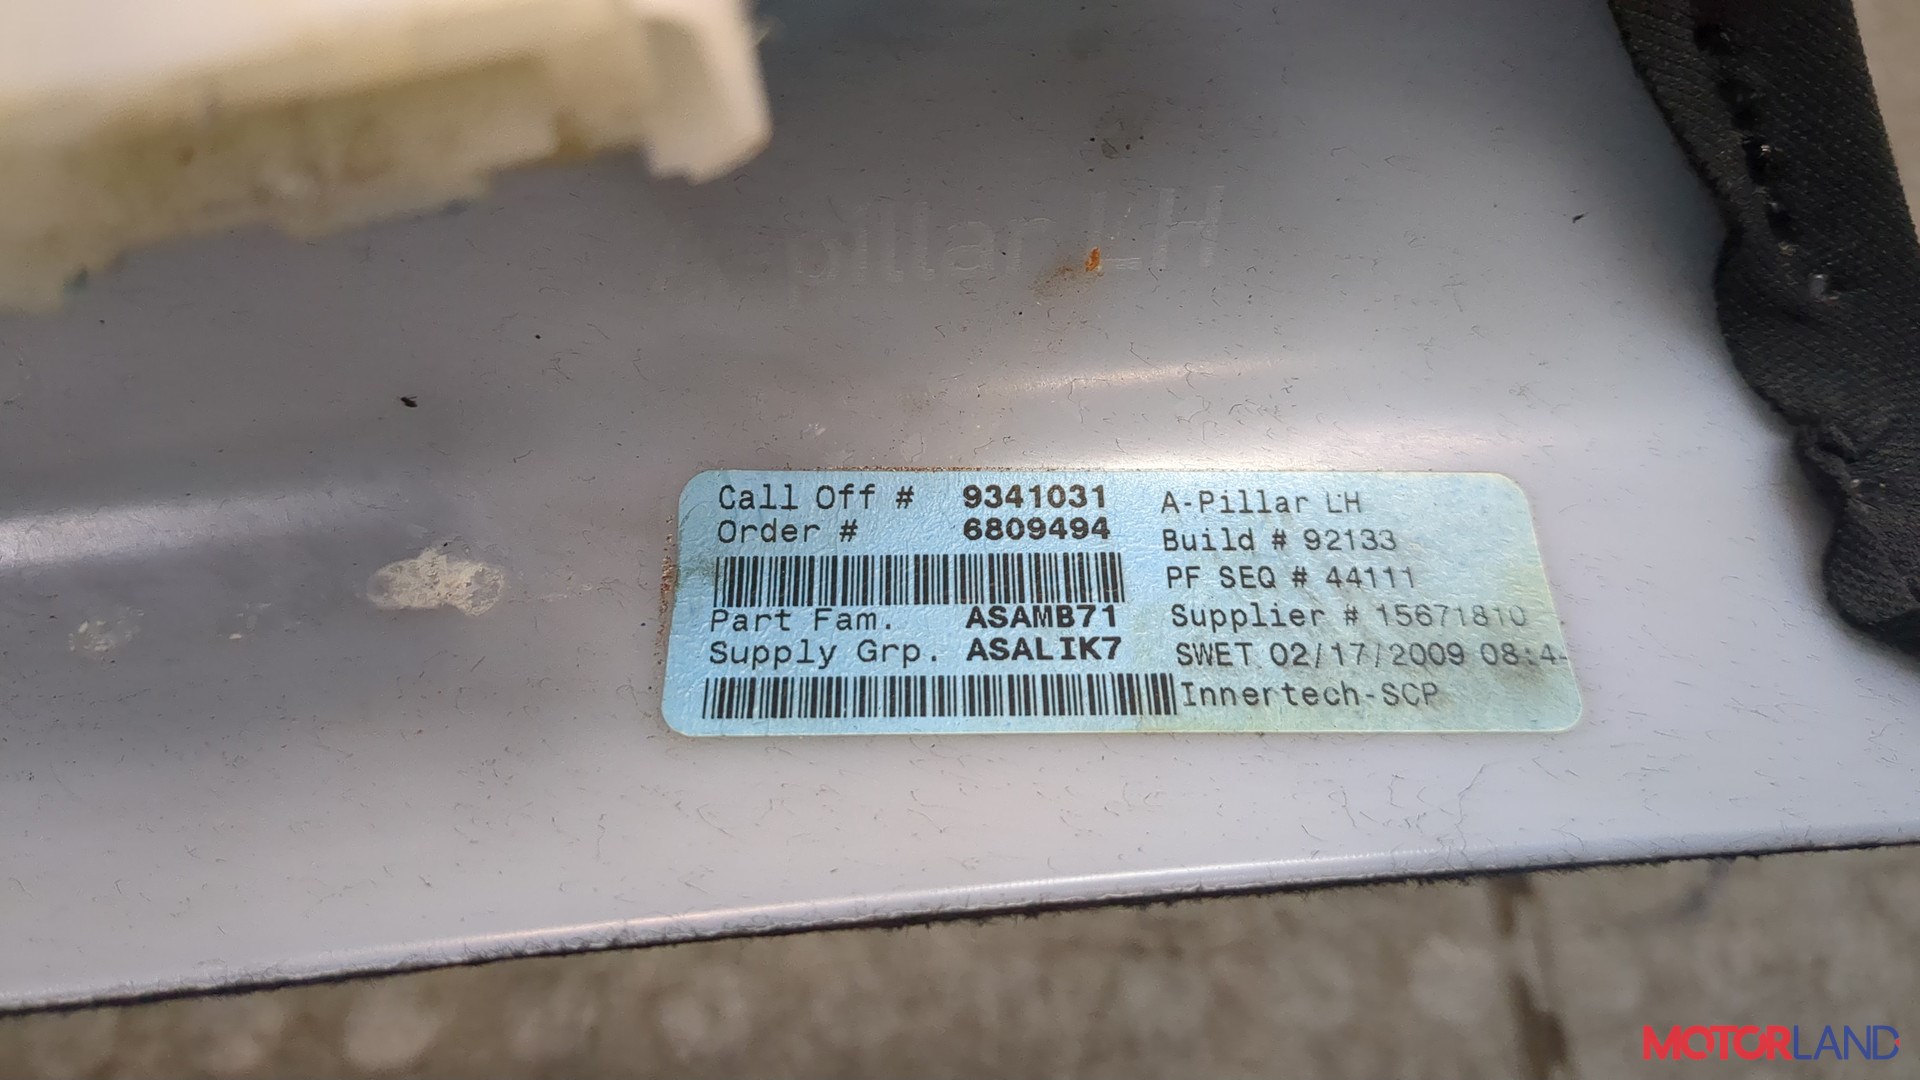 A-pillar LH
Call Off # 9341031
Order # 6809494
Part Fam. ASAMB71
Supply Grp. ASALIK7
A-Pillar LH
Build # 92133
PF SEQ # 44111
Supplier # 15671810
SWET 02/17/2009 08:4
Innertech-SCP
MOTORLAND